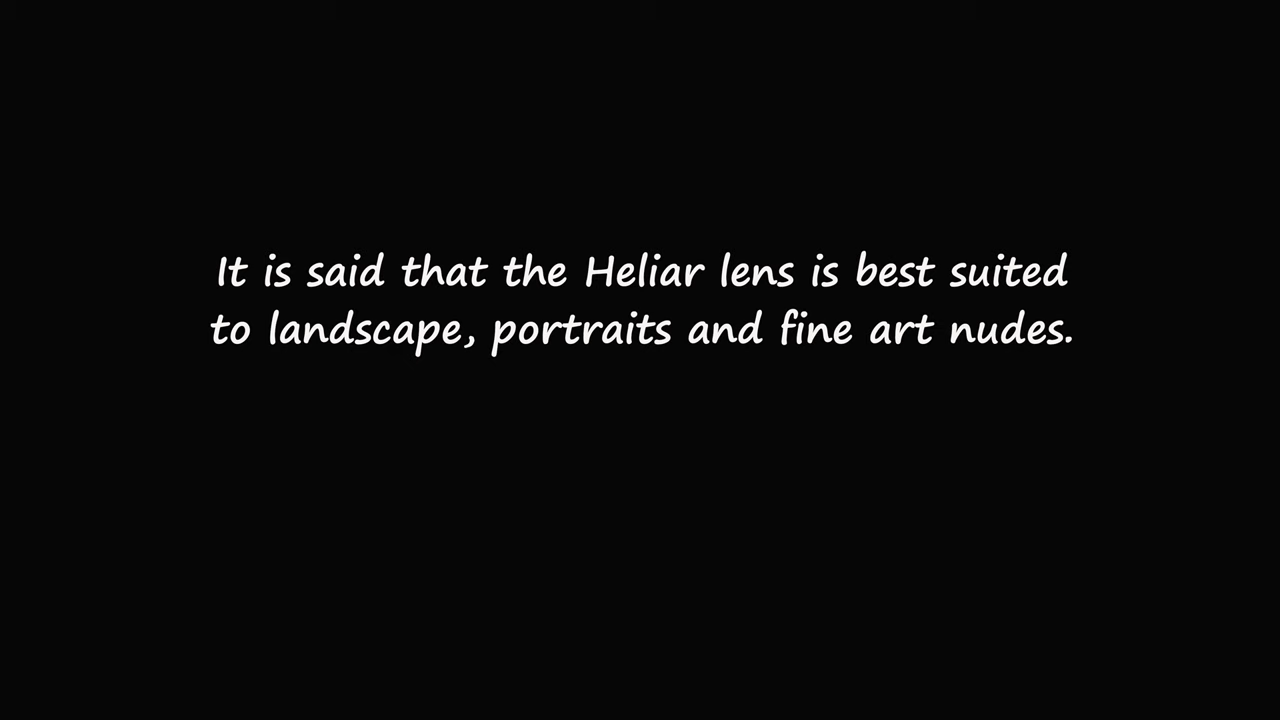 It is said that the Heliar lens is best suited
to landscape, portraits and fine art nudes.